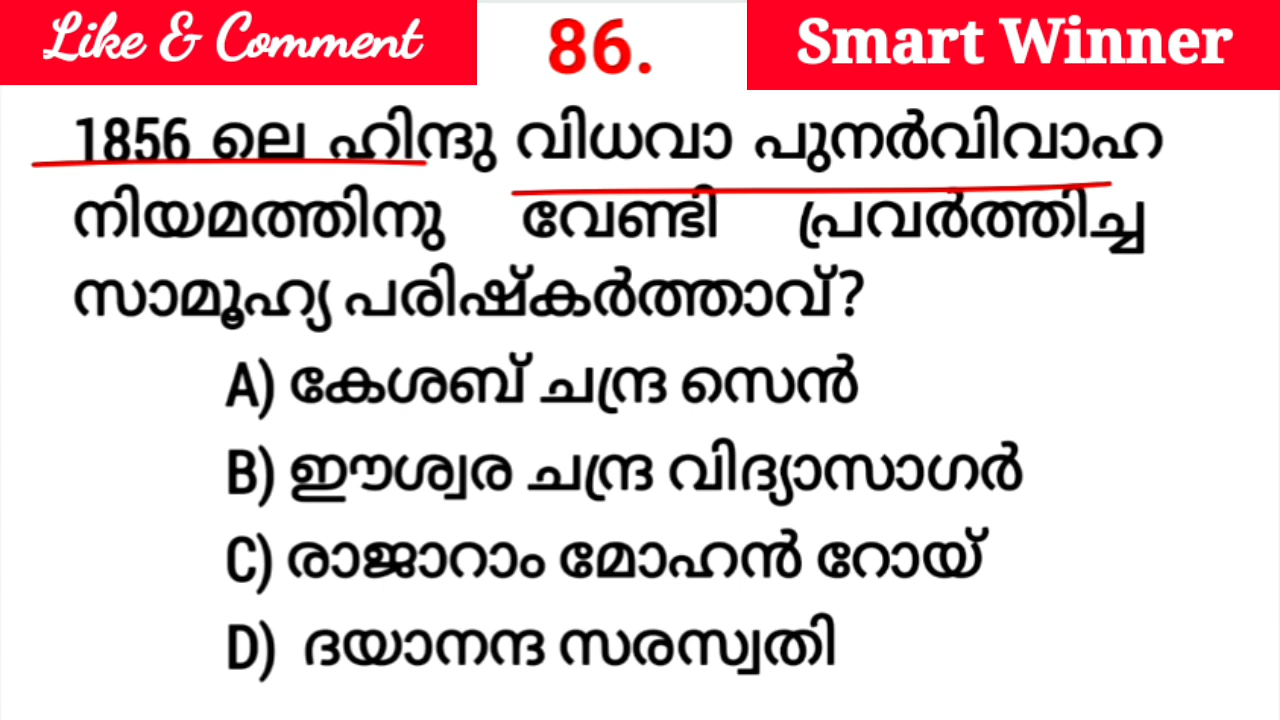 Like & Comment
86.
Smart Winner
1856 ലെ ഹിന്ദു വിധവാ പുനർവിവാഹ
നിയമത്തിനു വേണ്ടി പ്രവർത്തിച്ച
സാമൂഹ്യ പരിഷ്കർത്താവ്?
A) കേശബ് ചന്ദ്ര സെൻ
B) ഈശ്വര ചന്ദ്ര വിദ്യാസാഗർ
C) രാജാറാം മോഹൻ റോയ്
D) ദയാനന്ദ സരസ്വതി